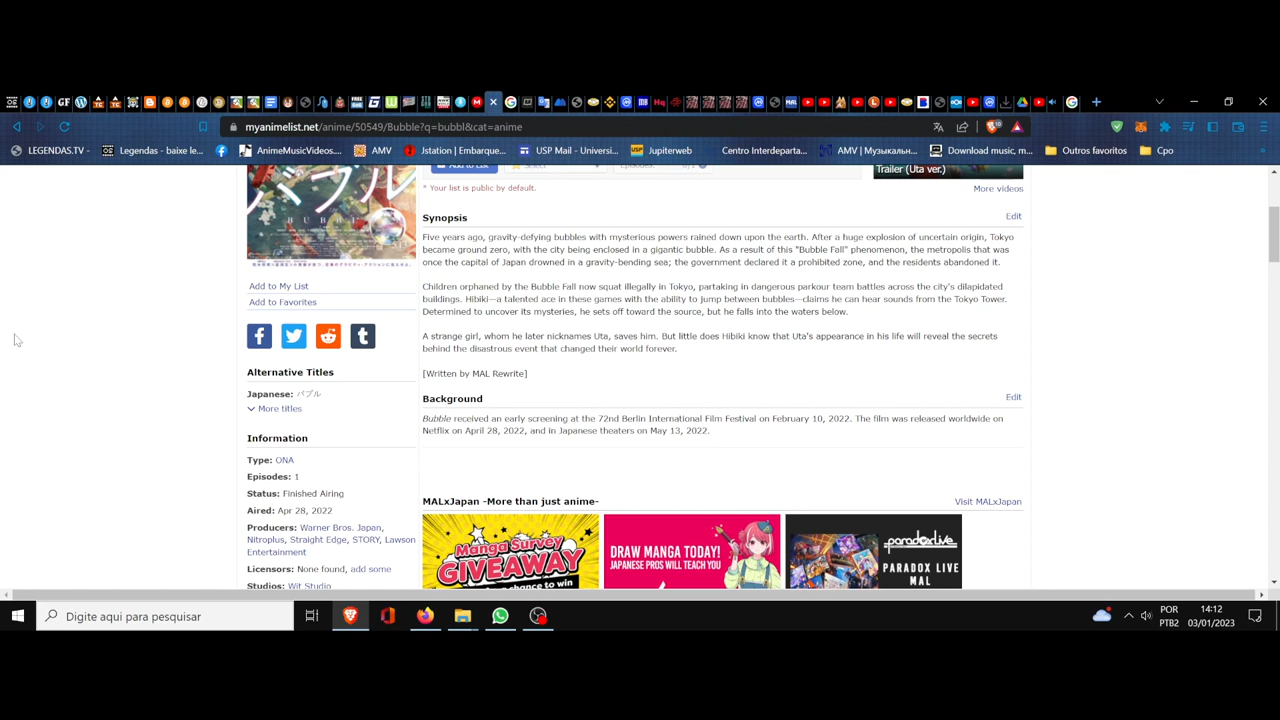 myanimelist.net/anime/50549/Bubble?q=bubbl&cat=anime
LEGENDAS.TV -
Legendas - baixe le...
AnimeMusicVideos....
AMV
Jstation | Embarque...
USP Mail - Universi...
Jupiterweb
Centro Interdeparta...
AMV | Музыкальн...
Download music, m...
Outros favoritos
Cpo
Trailer (Uta ver.)
* Your list is public by default.
More videos
バブル
BUBBLE
Synopsis
Edit
Five years ago, gravity-defying bubbles with mysterious powers rained down upon the earth. After a huge explosion of uncertain origin, Tokyo
became ground zero, with the city being enclosed in a gigantic bubble. As a result of this "Bubble Fall" phenomenon, the metropolis that was
once the capital of Japan drowned in a gravity-bending sea; the government declared it a prohibited zone, and the residents abandoned it.
Children orphaned by the Bubble Fall now squat illegally in Tokyo, partaking in dangerous parkour team battles across the city's dilapidated
buildings. Hibiki—a talented ace in these games with the ability to jump between bubbles—claims he can hear sounds from the Tokyo Tower.
Determined to uncover its mysteries, he sets off toward the source, but he falls into the waters below.
A strange girl, whom he later nicknames Uta, saves him. But little does Hibiki know that Uta's appearance in his life will reveal the secrets
behind the disastrous event that changed their world forever.
[Written by MAL Rewrite]
Background
Edit
Bubble received an early screening at the 72nd Berlin International Film Festival on February 10, 2022. The film was released worldwide on
Netflix on April 28, 2022, and in Japanese theaters on May 13, 2022.
Add to My List
Add to Favorites
Alternative Titles
Japanese: バブル
More titles
Information
Type: ONA
Episodes: 1
Status: Finished Airing
Aired: Apr 28, 2022
Producers: Warner Bros. Japan,
Nitroplus, Straight Edge, STORY, Lawson
Entertainment
Licensors: None found, add some
Studios: Wit Studio
MALxJapan -More than just anime-
Visit MALxJapan
Manga Survey
GIVEAWAY
chance to win
DRAW MANGA TODAY!
JAPANESE PROS WILL TEACH YOU
paradoxlive
PARADOX LIVE
MAL
Digite aqui para pesquisar
POR
PTB2
14:12
03/01/2023